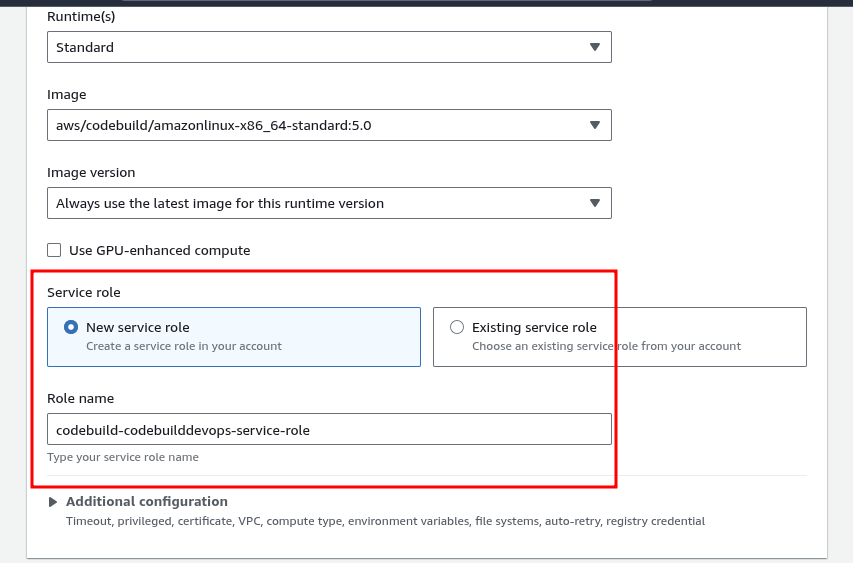 Runtime(s)
Standard
Image
aws/codebuild/amazonlinux-x86_64-standard:5.0
Image version
Always use the latest image for this runtime version
Use GPU-enhanced compute
Service role
New service role
Create a service role in your account
Existing service role
Choose an existing service role from your account
Role name
codebuild-codebuilddevops-service-role
Type your service role name
Additional configuration
Timeout, privileged, certificate, VPC, compute type, environment variables, file systems, auto-retry, registry credential